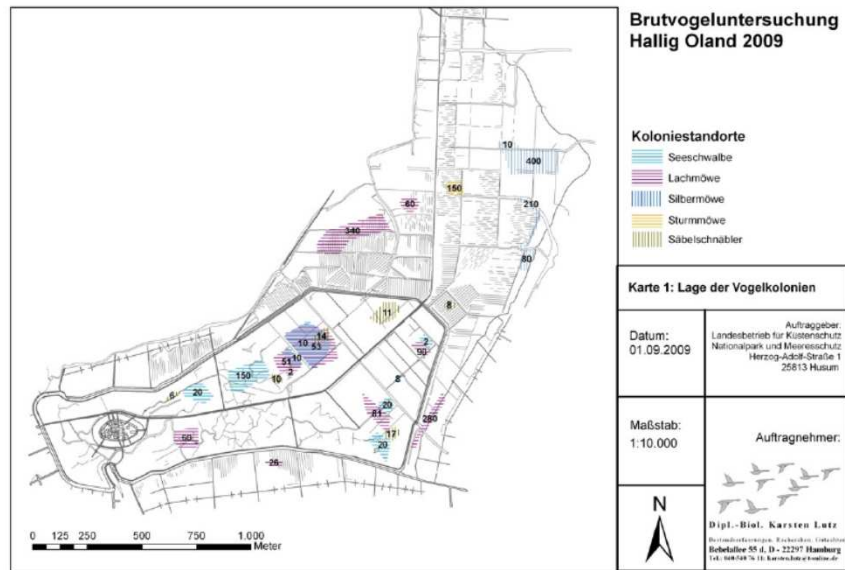 Brutvogeluntersuchung
Hallig Oland 2009
Koloniestandorte
Seeschwalbe
Lachmöwe
Silbermöwe
Sturmmöwe
Säbelschnäbler
Karte 1: Lage der Vogelkolonien
Datum:
01.09.2009
Auftraggeber:
Landesbetrieb für Küstenschutz
Nationalpark und Meeresschutz
Herzog-Adolf-Straße 1
25813 Husum
Maßstab:
1:10.000
Auftragnehmer:
N
Dipl.-Biol. Karsten Lutz
Bebelallee 55 d, D - 22297 Hamburg
10
400
150
210
60
340
80
8
11
14
10
53
2
90
51
10
2
10
150
8
6
20
20
81
280
17
20
26
0 125 250 500 750 1.000
Meter